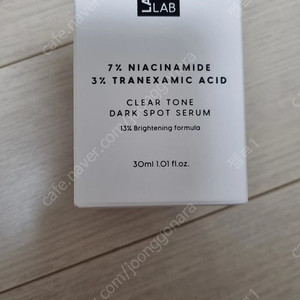 LAB
7% NIACINAMIDE
3% TRANEXAMIC ACID
CLEAR TONE
DARK SPOT SERUM
13% Brightening formula
30ml 1.01 fl.oz.
cafe.naver.com/joonggonara